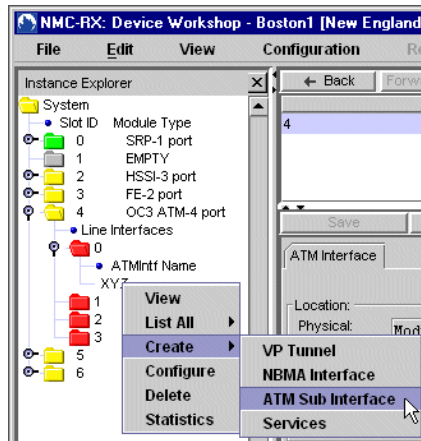 NMC-RX: Device Workshop - Boston1 [New England
File Edit View Configuration Re
Instance Explorer
Back Forw
System
Slot ID Module Type
0 SRP-1 port
1 EMPTY
2 HSSI-3 port
3 FE-2 port
4 OC3 ATM-4 port
Line Interfaces
0
ATMIntf Name
XYZ
1
2
3
5
6
4
Save
ATM Interface
Location:
Physical: Mod
View
List All
Create
Configure
Delete
Statistics
VP Tunnel
NBMA Interface
ATM Sub Interface
Services